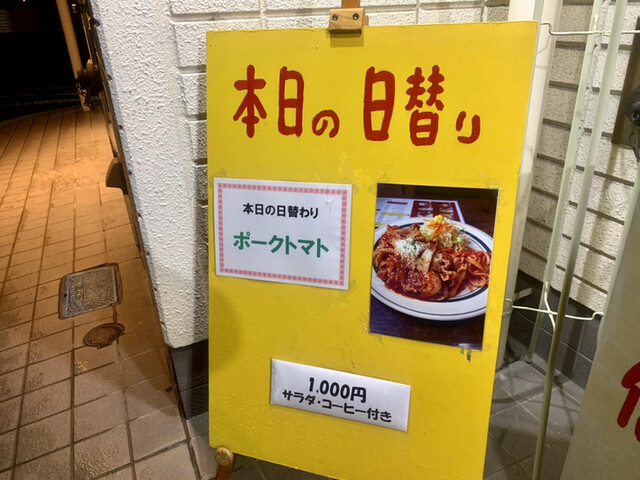 本日の日替り
本日の日替わり
ポークトマト
1.000円
サラダ・コーヒー付き